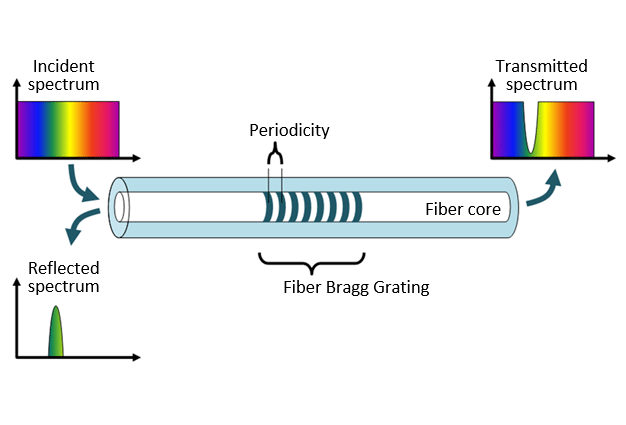 Incident
spectrum
Transmitted
spectrum
Periodicity
Fiber core
Reflected
spectrum
Fiber Bragg Grating